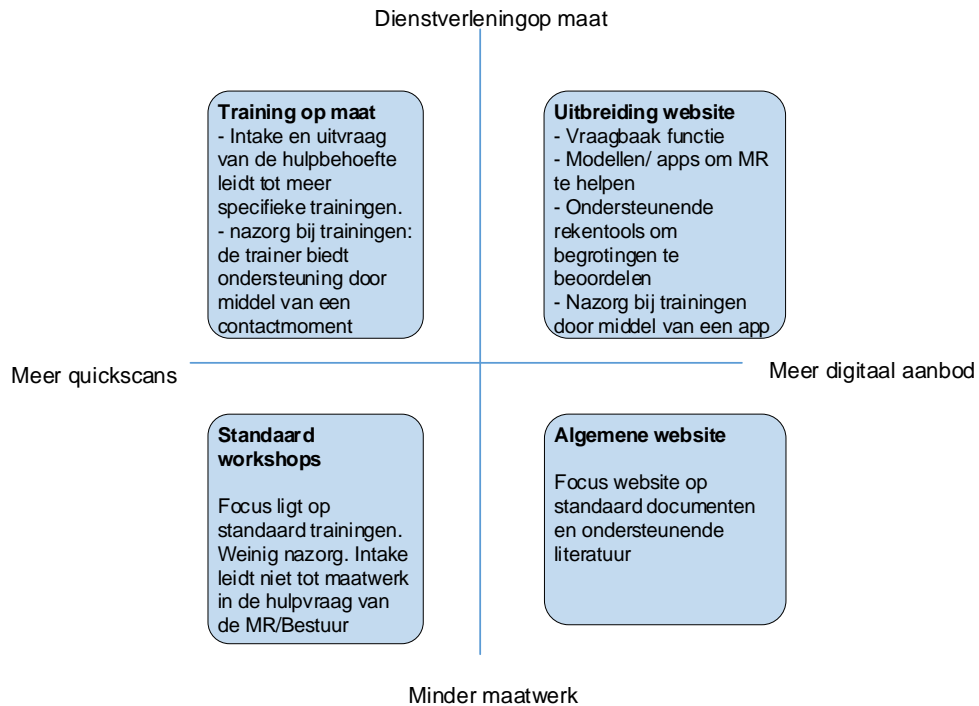 Dienstverleningop maat
Training op maat
- Intake en uitvraag
van de hulpbehoefte
leidt tot meer
specifieke trainingen.
- nazorg bij trainingen:
de trainer biedt
ondersteuning door
middel van een
contactmoment
Uitbreiding website
- Vraagbaak functie
- Modellen/ apps om MR
te helpen
- Ondersteunende
rekentools om
begrotingen te
beoordelen
- Nazorg bij trainingen
door middel van een app
Meer quickscans
Meer digitaal aanbod
Standaard
workshops
Focus ligt op
standaard trainingen.
Weinig nazorg. Intake
leidt niet tot maatwerk
in de hulpvraag van
de MR/Bestuur
Algemene website
Focus website op
standaard documenten
en ondersteunende
literatuur
Minder maatwerk